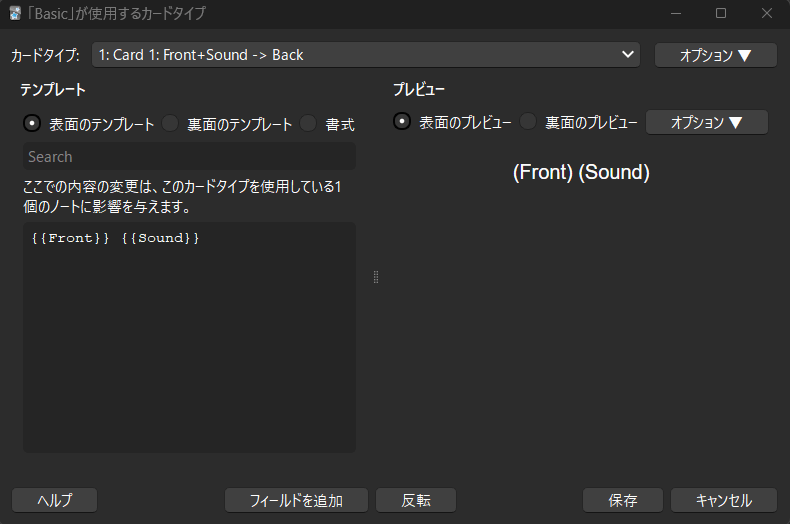 「Basic」が使用するカードタイプ
カードタイプ: 1: Card 1: Front+Sound -> Back オプション ▼
テンプレート
表面のテンプレート 裏面のテンプレート 書式
Search
ここでの内容の変更は、このカードタイプを使用している1
個のノートに影響を与えます。
{{Front}} {{Sound}}
プレビュー
表面のプレビュー 裏面のプレビュー オプション ▼
(Front) (Sound)
ヘルプ フィールドを追加 反転 保存 キャンセル